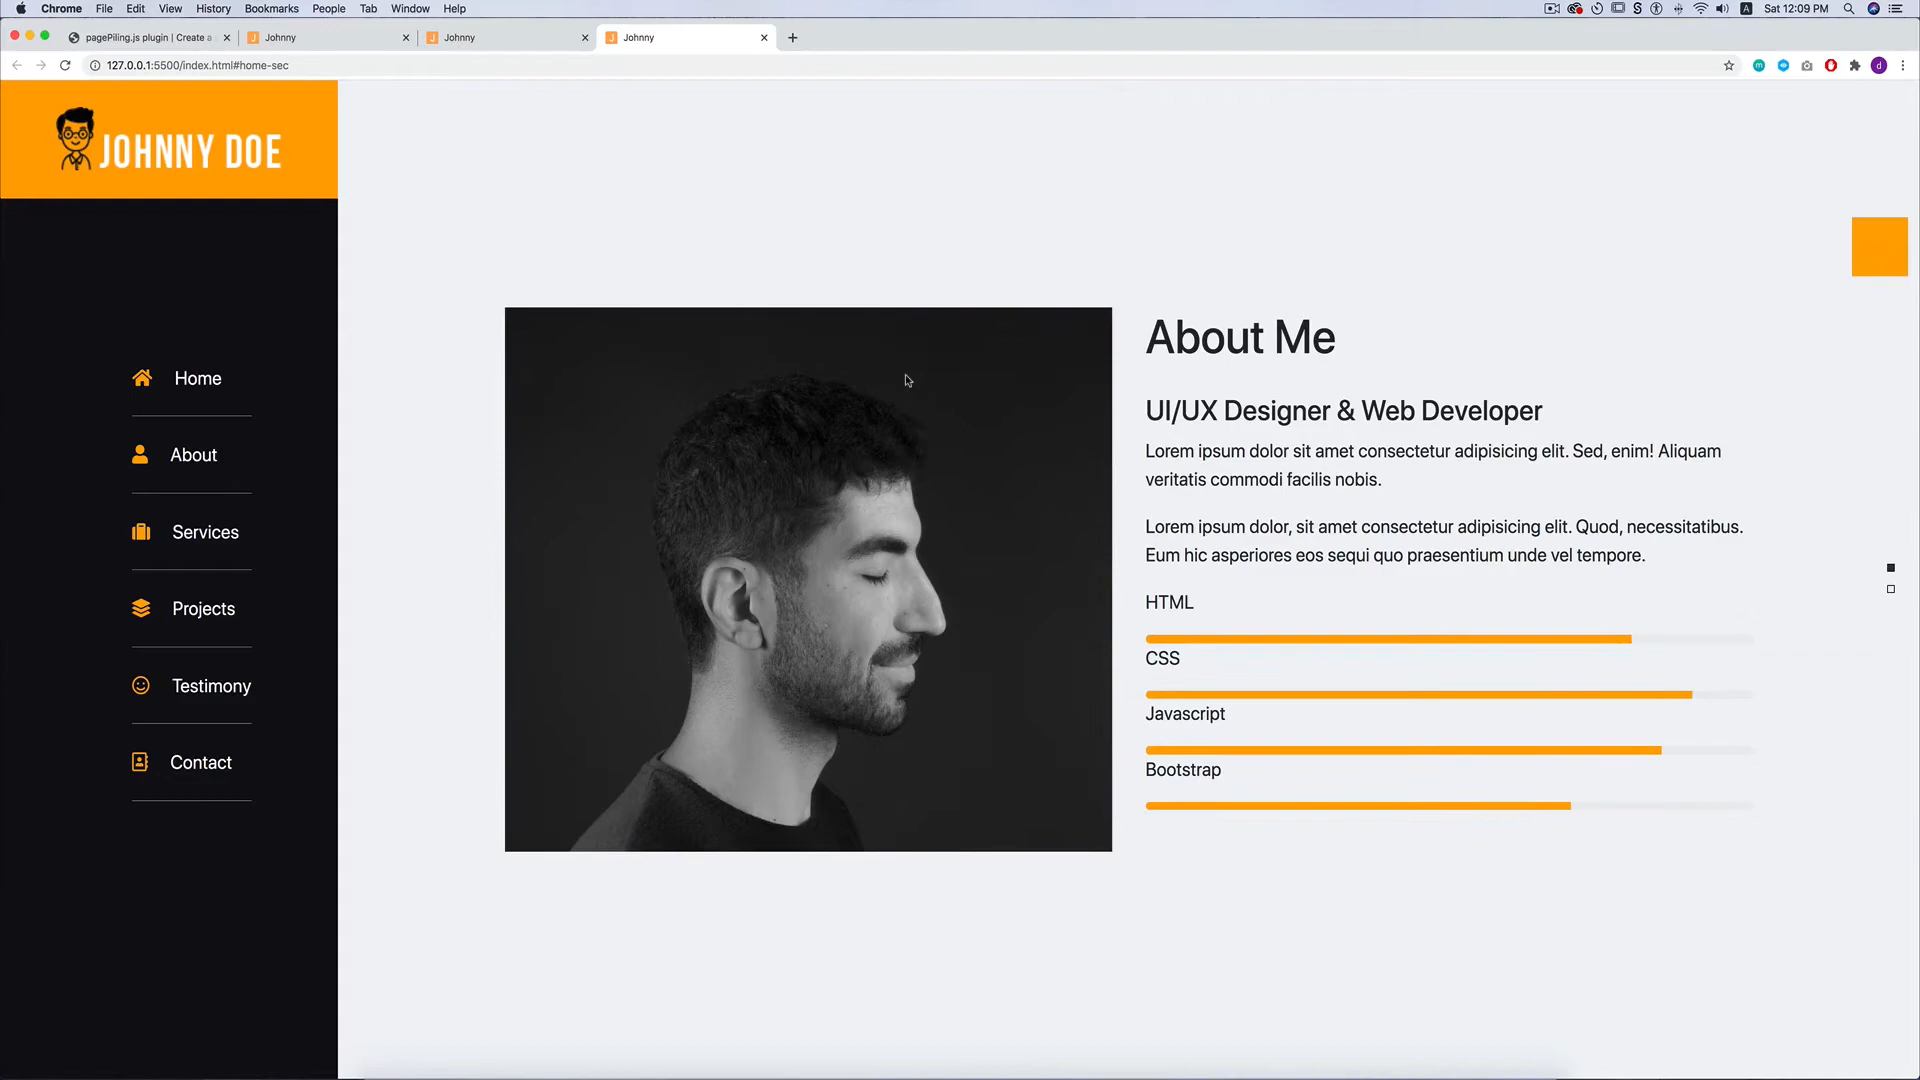 Chrome File Edit View History Bookmarks People Tab Window Help
Sat 12:09 PM
pagePiling.js plugin | Create a
Johnny
Johnny
Johnny
127.0.0.1:5500/index.html#home-sec
JOHNNY DOE
Home
About
Services
Projects
Testimony
Contact
About Me
UI/UX Designer & Web Developer
Lorem ipsum dolor sit amet consectetur adipisicing elit. Sed, enim! Aliquam
veritatis commodi facilis nobis.
Lorem ipsum dolor, sit amet consectetur adipisicing elit. Quod, necessitatibus.
Eum hic asperiores eos sequi quo praesentium unde vel tempore.
HTML
CSS
Javascript
Bootstrap